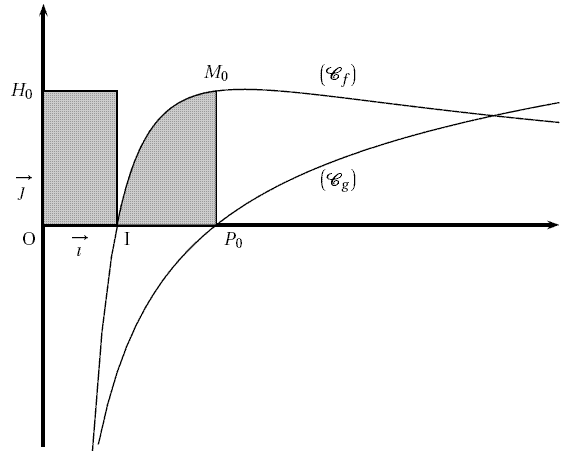 M₀
(𝒞_f)
H₀
(𝒞_g)
→
J
O
→
ı
I
P₀